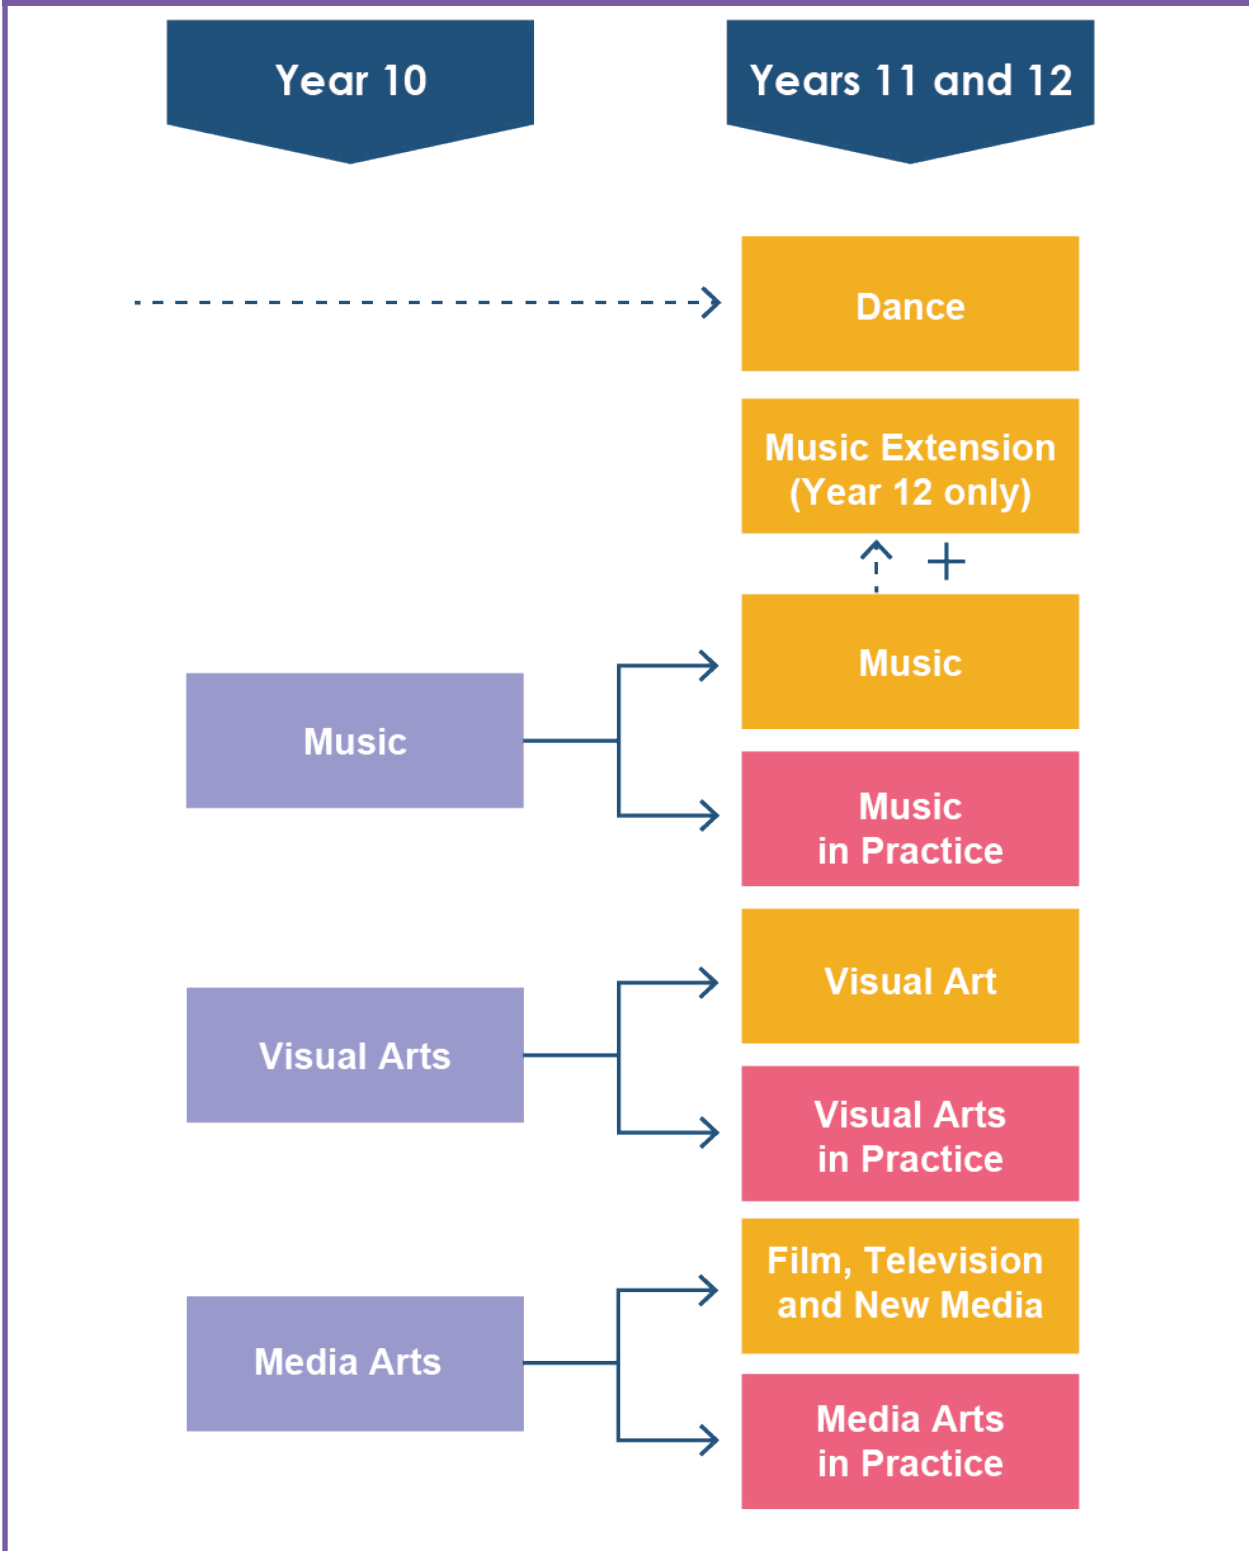 Year 10
Years 11 and 12
Dance
Music Extension
(Year 12 only)
+
Music
Music
Music
in Practice
Visual Art
Visual Arts
Visual Arts
in Practice
Film, Television
and New Media
Media Arts
Media Arts
in Practice